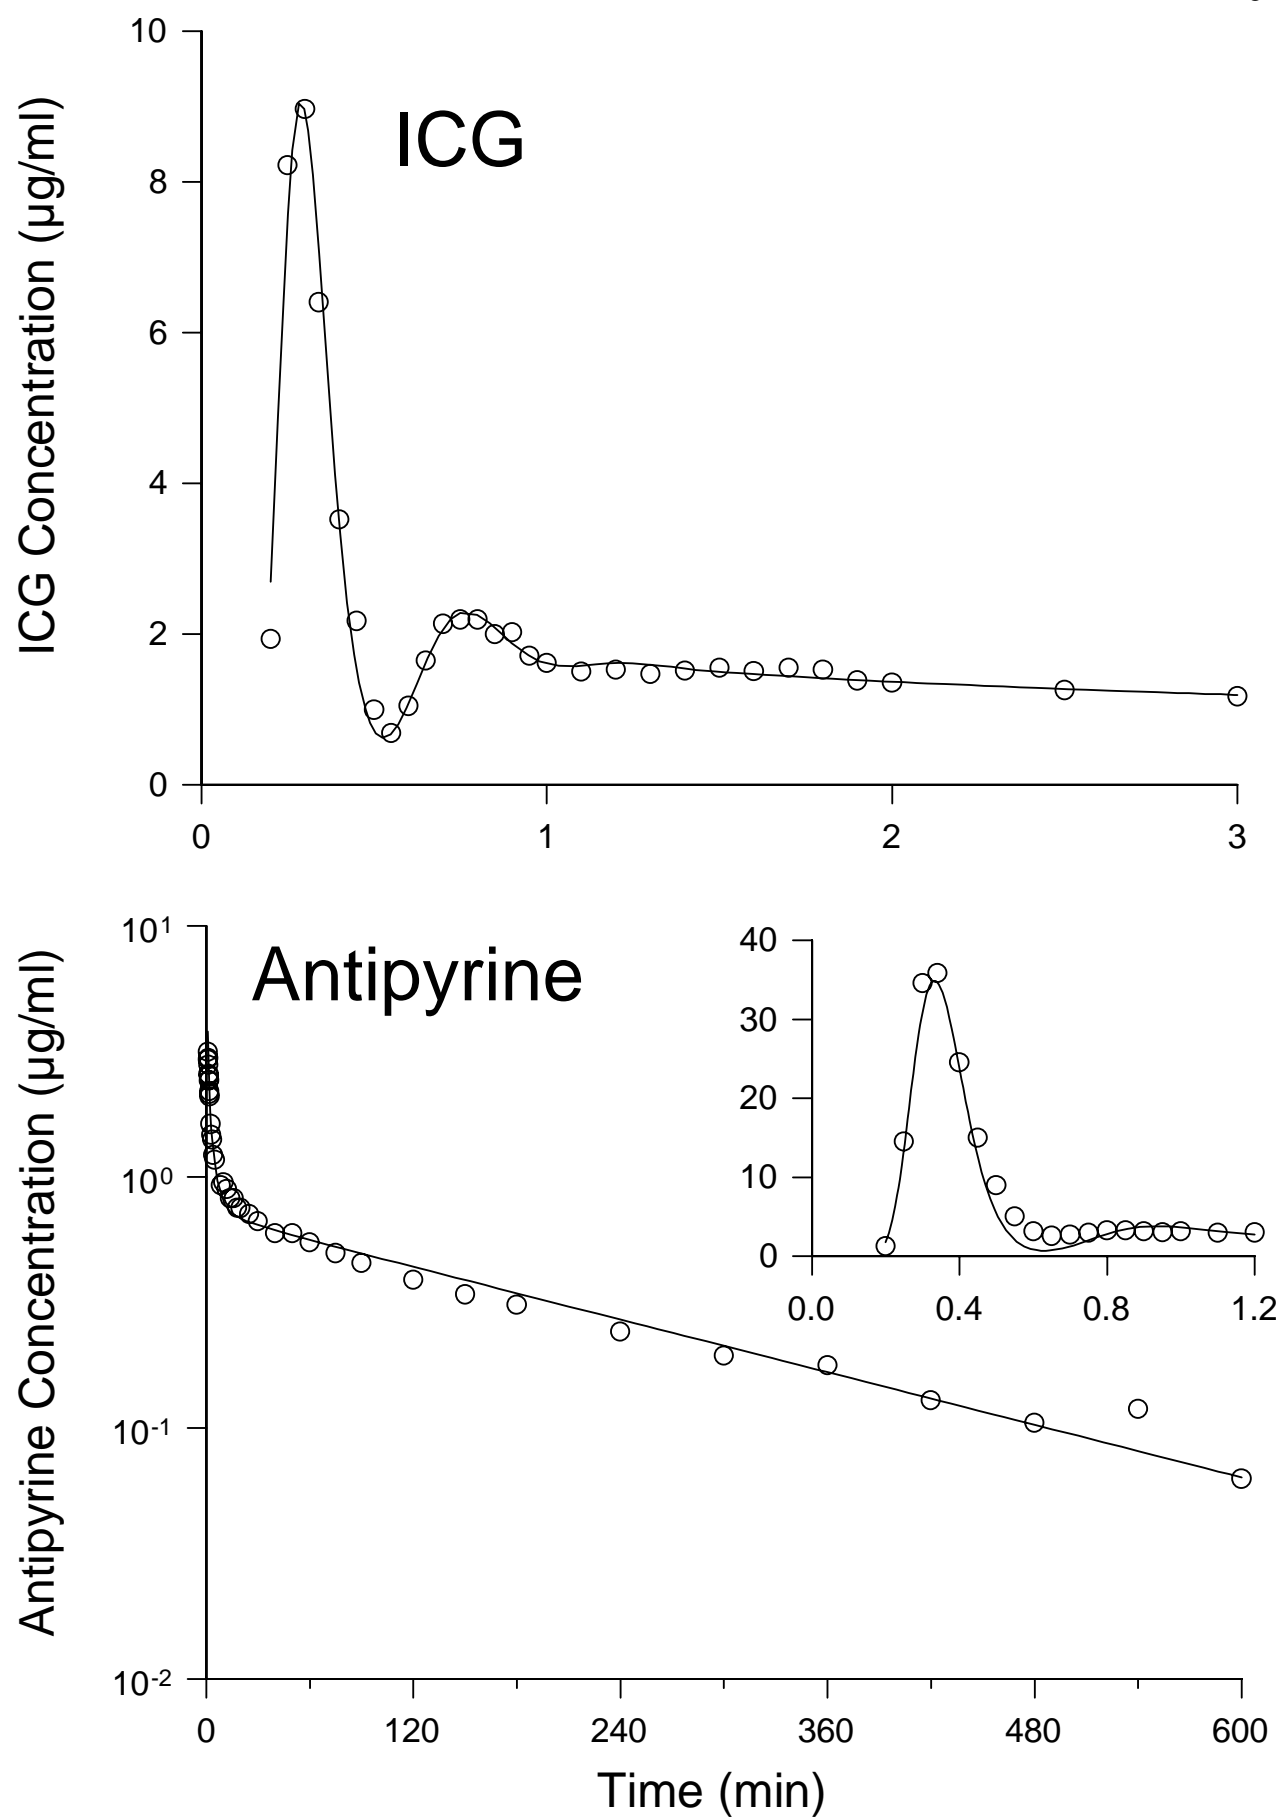 10
8
6
4
2
0
ICG Concentration (µg/ml)
ICG
0 1 2 3
10¹
10⁰
10⁻¹
10⁻²
Antipyrine Concentration (µg/ml)
Antipyrine
40
30
20
10
0
0.0 0.4 0.8 1.2
0 120 240 360 480 600
Time (min)